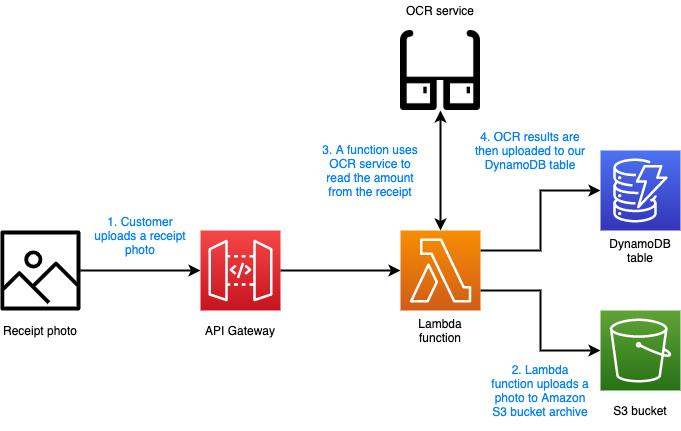 OCR service
3. A function uses
OCR service to
read the amount
from the receipt
4. OCR results are
then uploaded to our
DynamoDB table
1. Customer
uploads a receipt
photo
</>
DynamoDB
table
Receipt photo
API Gateway
Lambda
function
2. Lambda
function uploads a
photo to Amazon
S3 bucket archive
S3 bucket